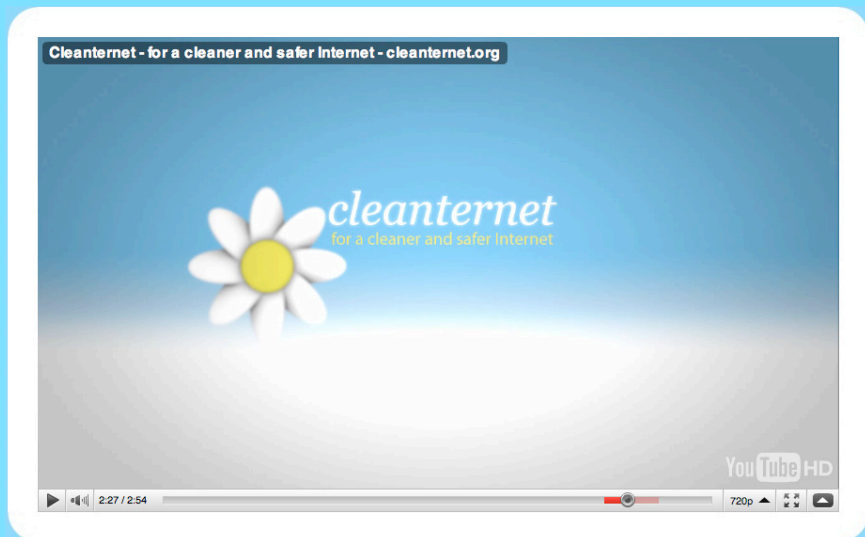 Cleanternet - for a cleaner and safer Internet - cleanternet.org
cleanternet
for a cleaner and safer Internet
YouTube HD
2:27 / 2:54
720p